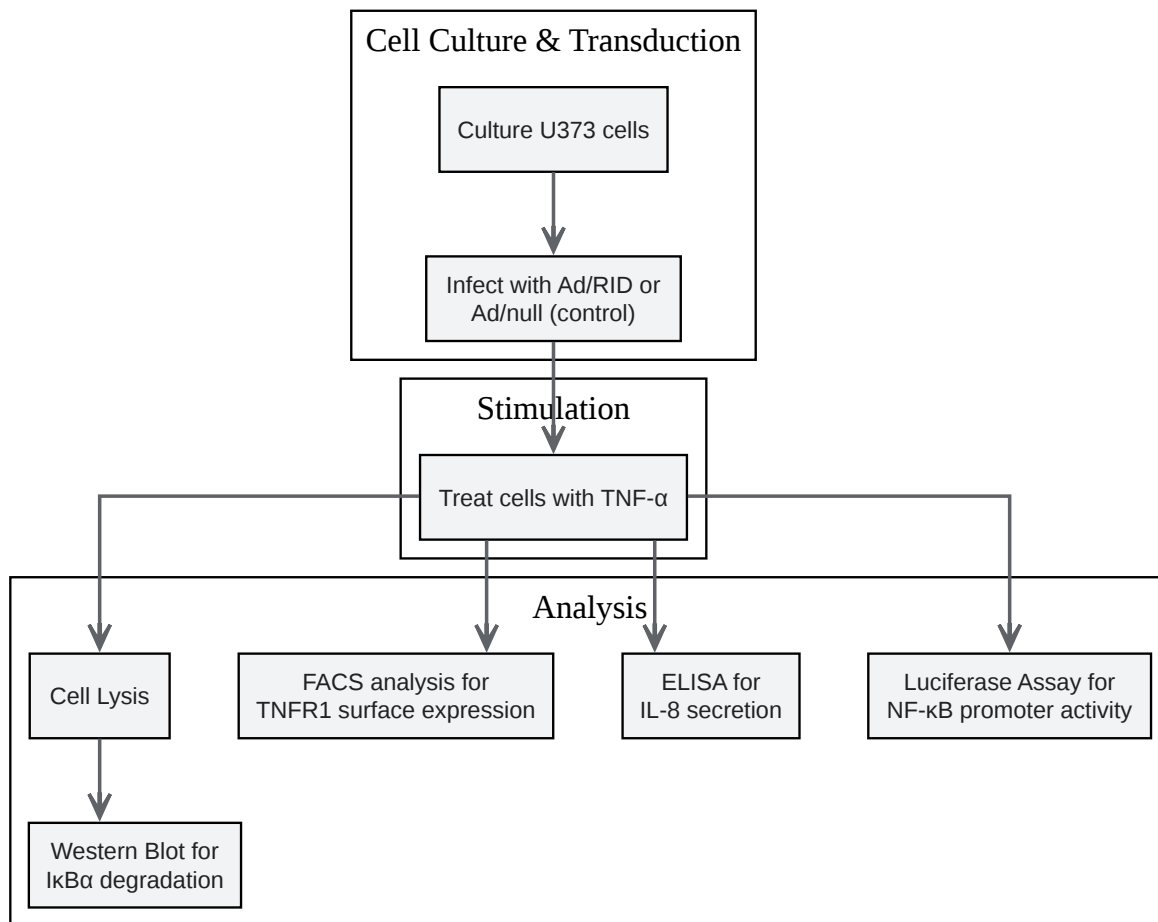 Cell Culture & Transduction
Culture U373 cells
Infect with Ad/RID or
Ad/null (control)
Stimulation
Treat cells with TNF-α
Analysis
Cell Lysis
FACS analysis for
TNFR1 surface expression
ELISA for
IL-8 secretion
Luciferase Assay for
NF-κB promoter activity
Western Blot for
IκBα degradation